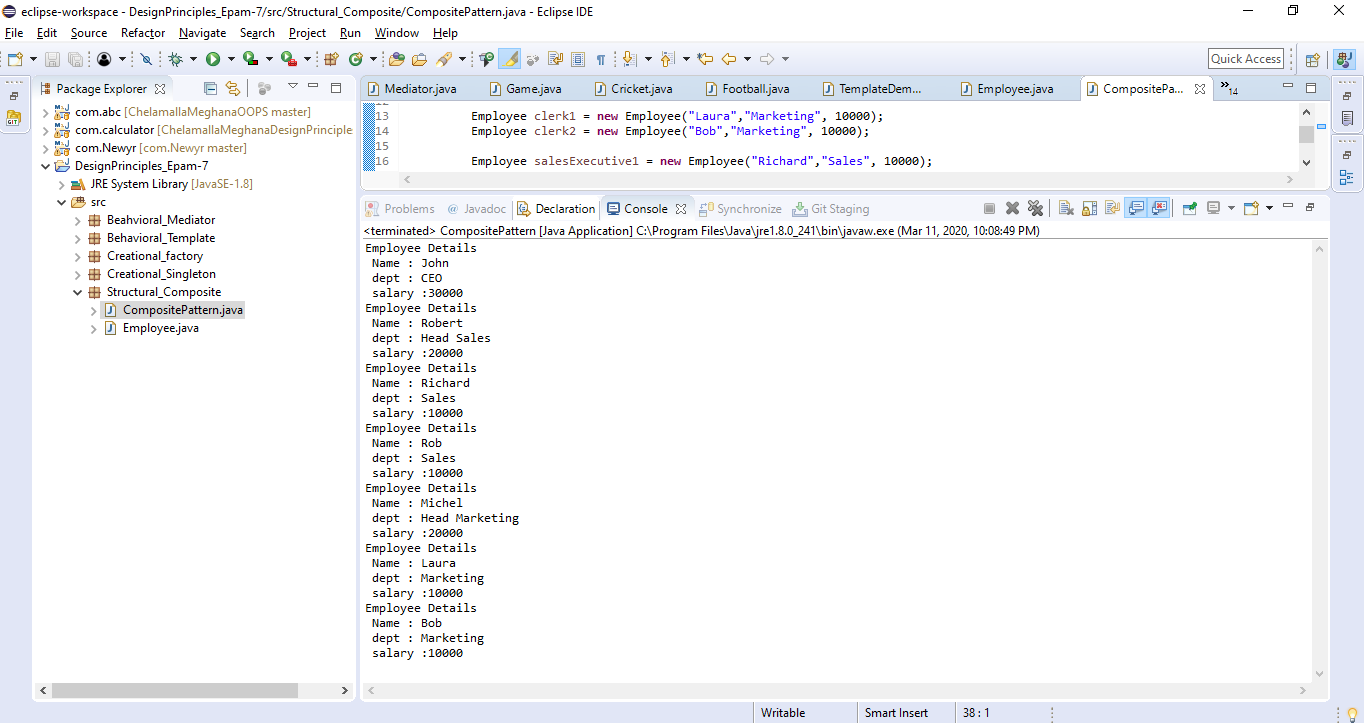 eclipse-workspace - DesignPrinciples_Epam-7/src/Structural_Composite/CompositePattern.java - Eclipse IDE
File Edit Source Refactor Navigate Search Project Run Window Help
Quick Access
Package Explorer
com.abc [ChelamallaMeghanaOOPS master]
com.calculator [ChelamallaMeghanaDesignPrinciple
com.Newyr [com.Newyr master]
DesignPrinciples_Epam-7
JRE System Library [JavaSE-1.8]
src
Beahvioral_Mediator
Behavioral_Template
Creational_factory
Creational_Singleton
Structural_Composite
CompositePattern.java
Employee.java
GIT
Mediator.java Game.java Cricket.java Football.java TemplateDem... Employee.java CompositePa... »14
12
13 Employee clerk1 = new Employee("Laura","Marketing", 10000);
14 Employee clerk2 = new Employee("Bob","Marketing", 10000);
15
16 Employee salesExecutive1 = new Employee("Richard","Sales", 10000);
Problems @ Javadoc Declaration Console Synchronize Git Staging
<terminated> CompositePattern [Java Application] C:\Program Files\Java\jre1.8.0_241\bin\javaw.exe (Mar 11, 2020, 10:08:49 PM)
Employee Details
Name : John
dept : CEO
salary :30000
Employee Details
Name : Robert
dept : Head Sales
salary :20000
Employee Details
Name : Richard
dept : Sales
salary :10000
Employee Details
Name : Rob
dept : Sales
salary :10000
Employee Details
Name : Michel
dept : Head Marketing
salary :20000
Employee Details
Name : Laura
dept : Marketing
salary :10000
Employee Details
Name : Bob
dept : Marketing
salary :10000
Writable Smart Insert 38 : 1